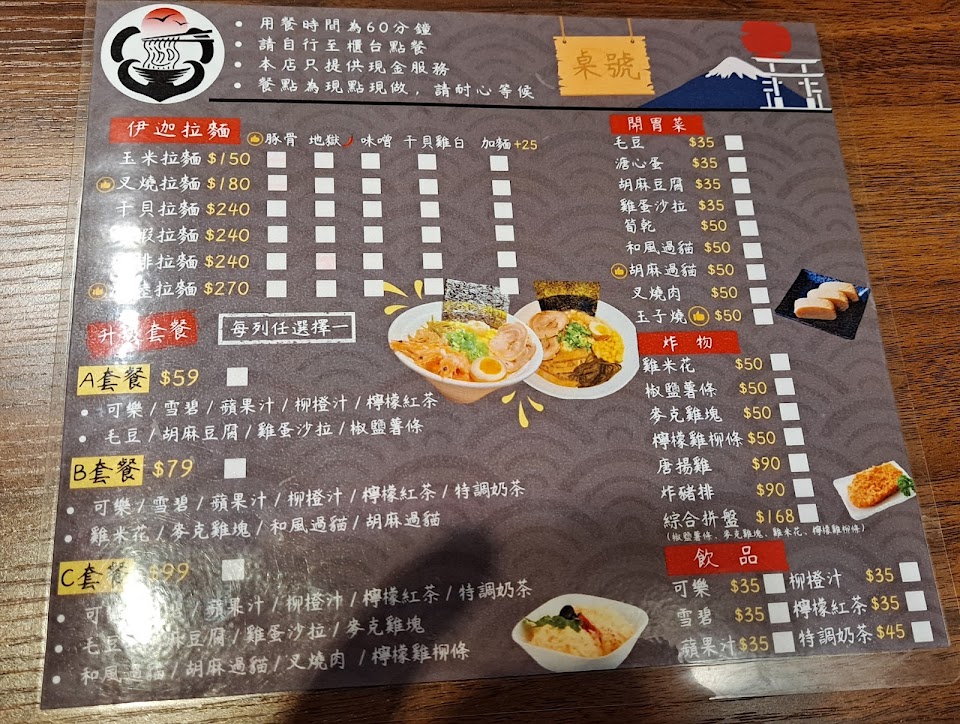 用餐時間為60分鐘
請自行至櫃台點餐
本店只提供現金服務
餐點為現點現做，請耐心等候
桌號
伊迦拉麵
豚骨 地獄 味噌 干貝雞白 加麵+25
玉米拉麵 $150
叉燒拉麵 $180
干貝拉麵 $240
蝦拉麵 $240
排拉麵 $240
拉麵 $270
升級套餐 每列任選擇一
A套餐 $59
可樂/雪碧/蘋果汁/柳橙汁/檸檬紅茶
毛豆/胡麻豆腐/雞蛋沙拉/椒鹽薯條
B套餐 $79
可樂/雪碧/蘋果汁/柳橙汁/檸檬紅茶/特調奶茶
雞米花/麥克雞塊/和風過貓/胡麻過貓
C套餐 $99
可 /蘋果汁/柳橙汁/檸檬紅茶/特調奶茶
毛豆 麻豆腐/雞蛋沙拉/麥克雞塊
和風過貓/胡麻過貓/叉燒肉 /檸檬雞柳條
開胃菜
毛豆 $35
溏心蛋 $35
胡麻豆腐 $35
雞蛋沙拉 $35
筍乾 $50
和風過貓 $50
胡麻過貓 $50
叉燒肉 $50
玉子燒 $50
炸物
雞米花 $50
椒鹽薯條 $50
麥克雞塊 $50
檸檬雞柳條 $50
唐揚雞 $90
炸豬排 $90
綜合拼盤 $168
(椒鹽薯條、麥克雞塊、雞米花、檸檬雞柳條)
飲品
可樂 $35 柳橙汁 $35
雪碧 $35 檸檬紅茶 $35
蘋果汁 $35 特調奶茶 $45